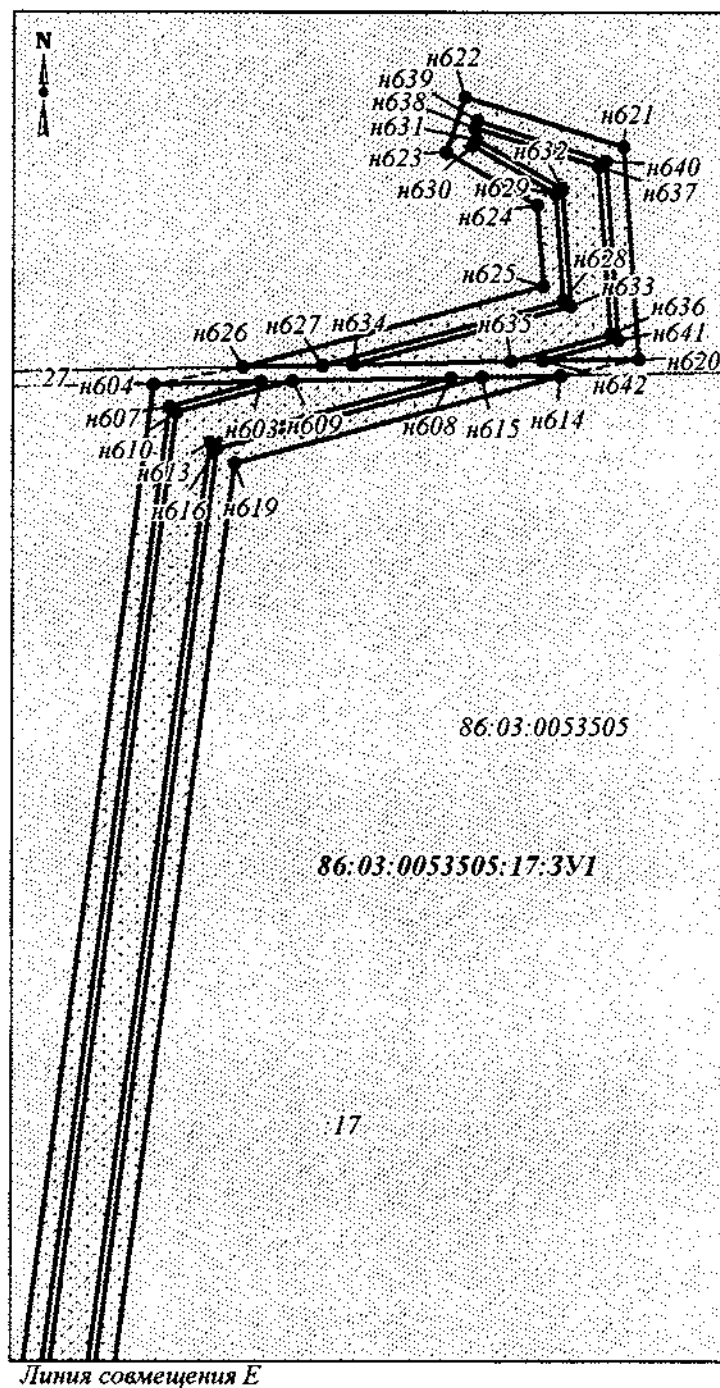 N
н622
н639
н638
н621
н631
н632
н640
н623
н629
н637
н630
н624
н628
н625
н633
н636
н634
н635
н627
н641
н626
н620
27
н604
н642
н607
н603
н609
н608
н615
н614
н610
н613
н616
н619
86:03:0053505
86:03:0053505:17:ЗУ1
:17
Линия совмещения Е